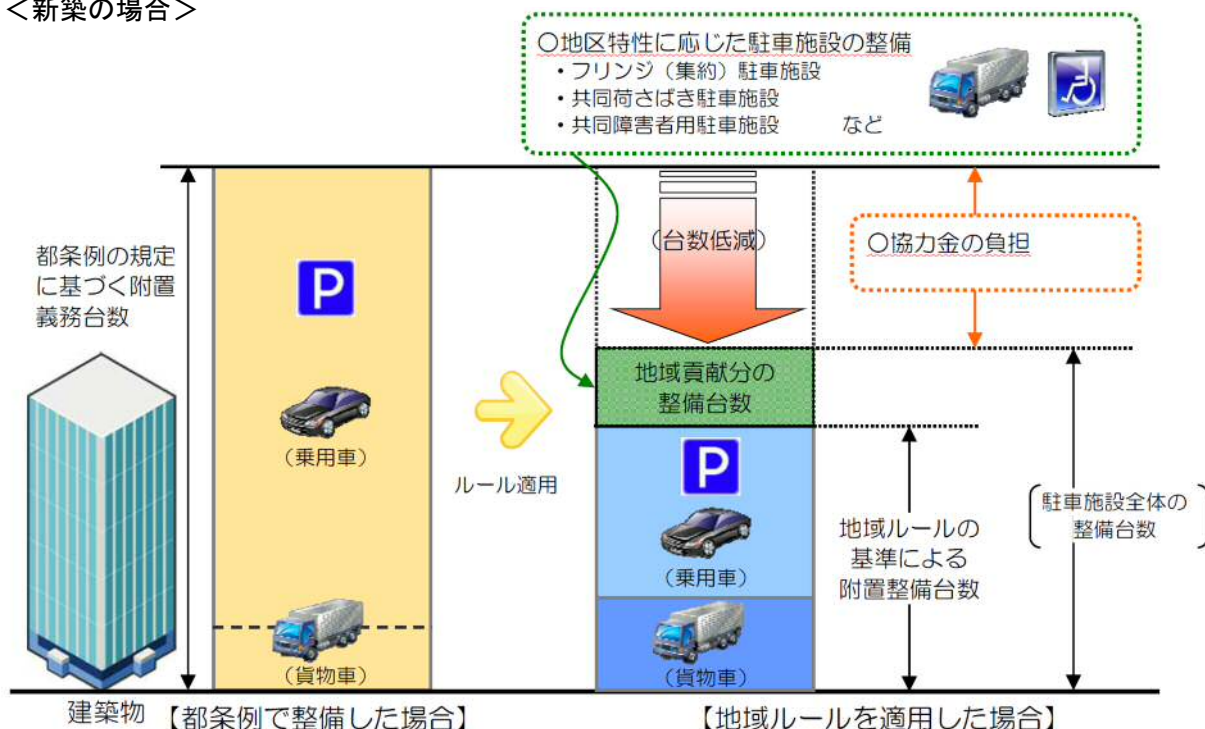 ＜新築の場合＞
〇地区特性に応じた駐車施設の整備
・フリンジ（集約）駐車施設
・共同荷さばき駐車施設
・共同障害者用駐車施設　　など
都条例の規定
に基づく附置
義務台数
P
（乗用車）
（貨物車）
建築物
【都条例で整備した場合】
ルール適用
（台数低減）
地域貢献分の
整備台数
P
（乗用車）
（貨物車）
【地域ルールを適用した場合】
〇協力金の負担
地域ルールの
基準による
附置整備台数
駐車施設全体の
整備台数